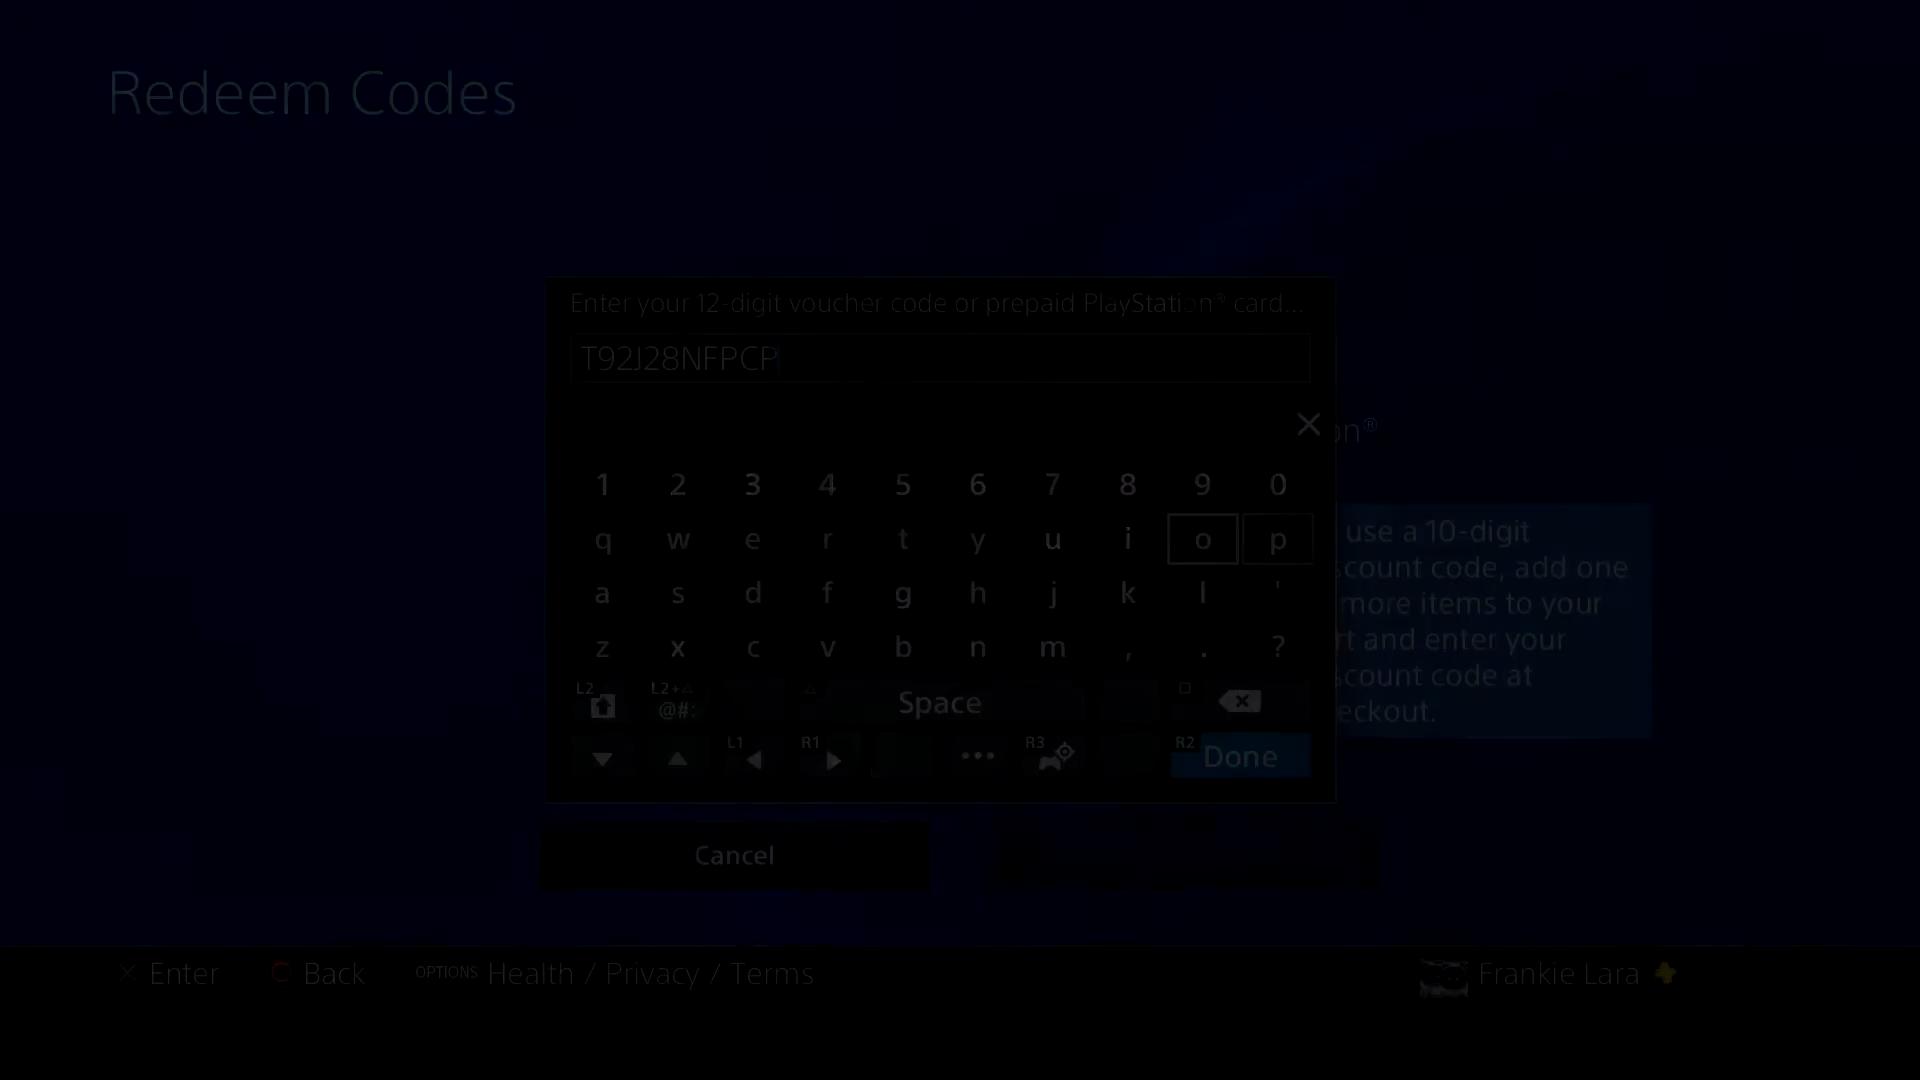 Redeem Codes
Enter your 12-digit voucher code or prepaid PlayStation® card...
T92J28NFPCP
on®
1 2 3 4 5 6 7 8 9 0
q w e r t y u i o p
a s d f g h j k l '
z x c v b n m , . ?
use a 10-digit
scount code, add one
more items to your
rt and enter your
scount code at
eckout.
L2 L2+△ @#: △ Space □
L1 R1 ••• R3 R2 Done
Cancel
Enter Back OPTIONS Health / Privacy / Terms
Frankie Lara